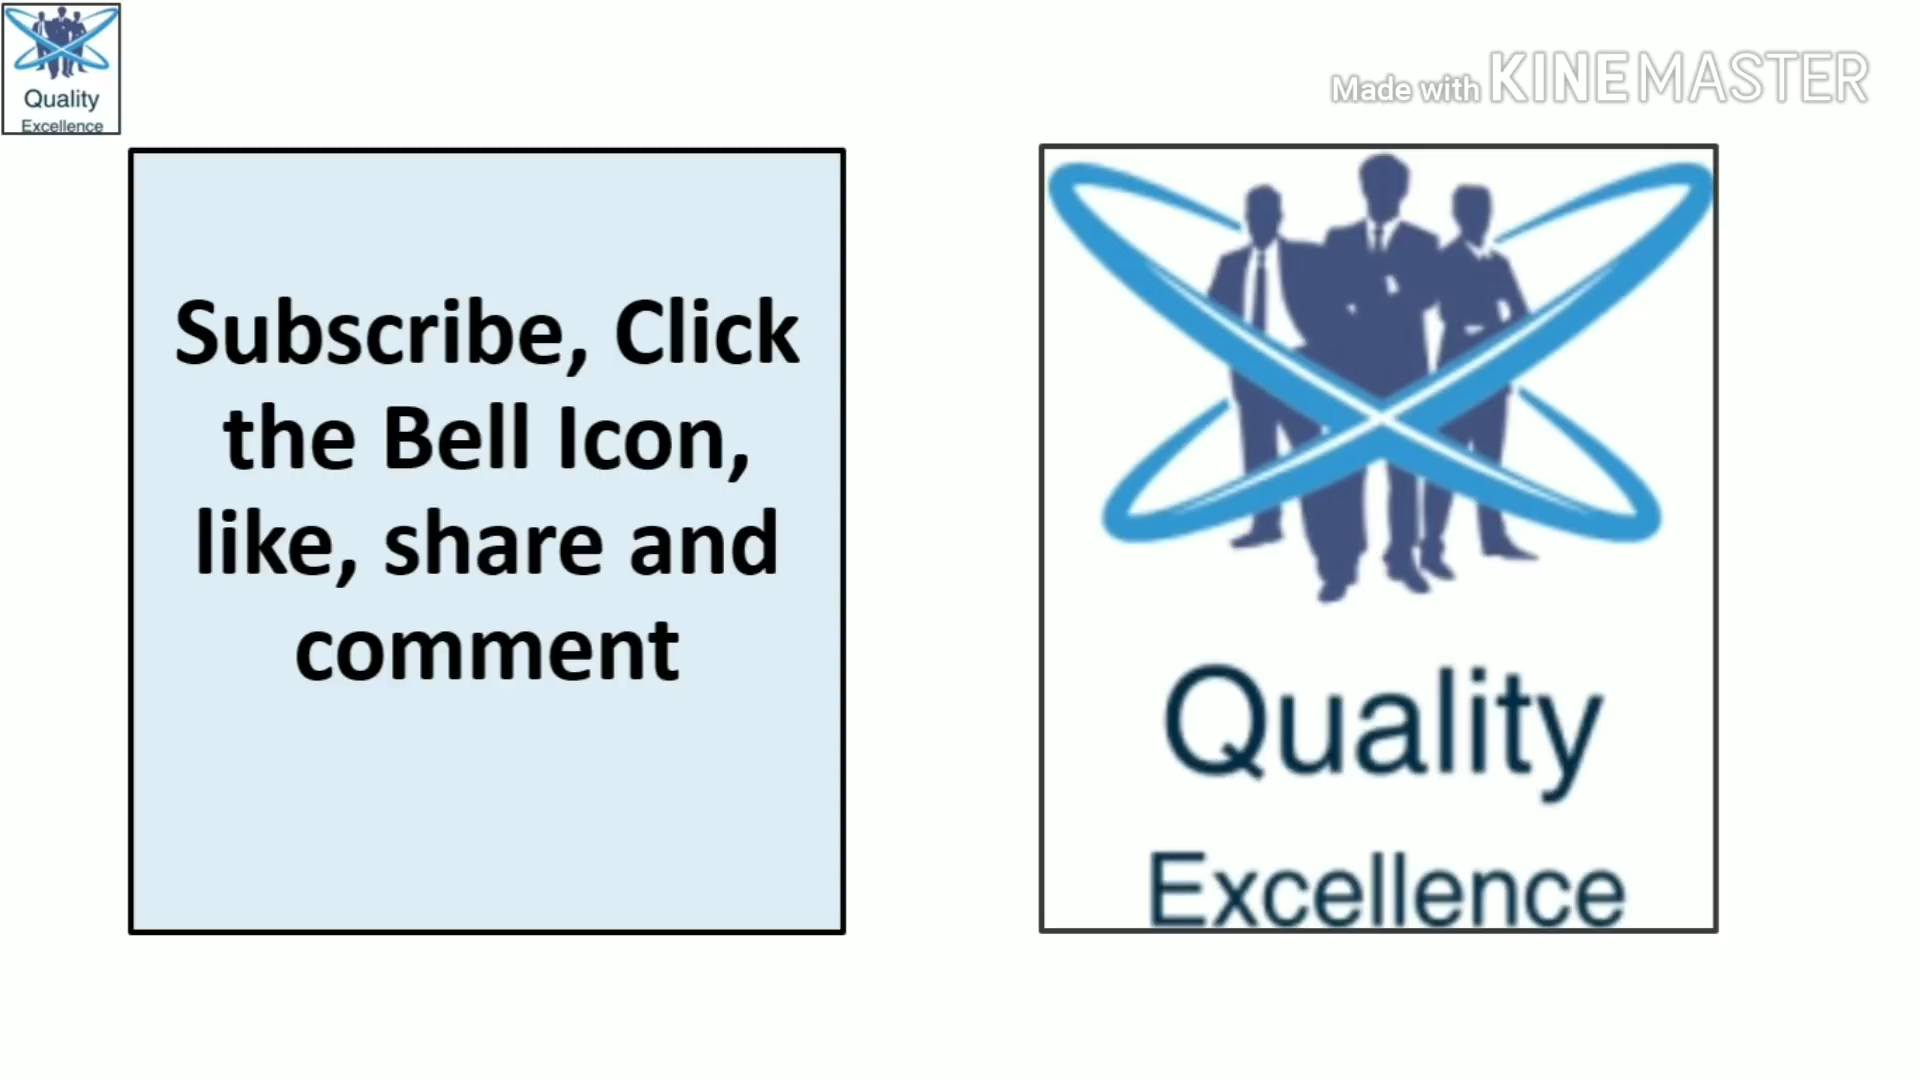 Quality
Excellence
Made with KINEMASTER
Subscribe, Click
the Bell Icon,
like, share and
comment
Quality
Excellence